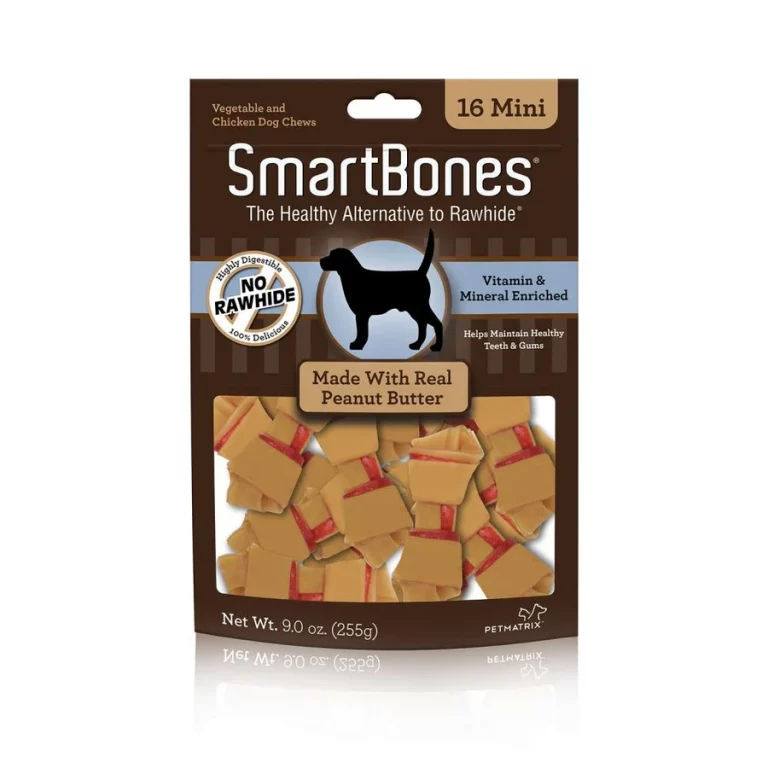 Vegetable and
Chicken Dog Chews
16 Mini
SmartBones®
The Healthy Alternative to Rawhide®
Highly Digestible
NO
RAWHIDE
100% Delicious
Vitamin &
Mineral Enriched
Helps Maintain Healthy
Teeth & Gums
Made With Real
Peanut Butter
Net Wt. 9.0 oz. (255g)
PETMATRIX